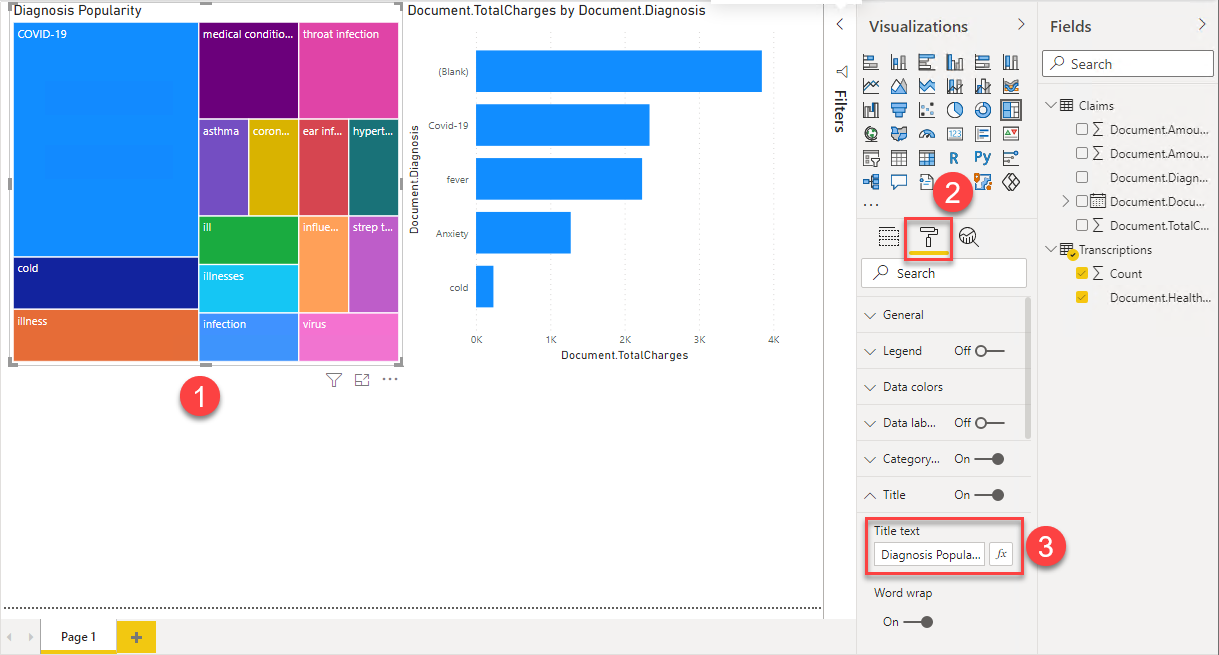 Diagnosis Popularity
COVID-19
medical conditio...
throat infection
asthma
coron...
ear inf...
hypert...
ill
influe...
strep t...
cold
illnesses
illness
infection
virus
1
Document.TotalCharges by Document.Diagnosis
Document.Diagnosis
(Blank)
Covid-19
fever
Anxiety
cold
0K 1K 2K 3K 4K
Document.TotalCharges
Filters
Visualizations
R
Py
123
...
2
Search
General
Legend Off
Data colors
Data lab... Off
Category... On
Title On
Title text
Diagnosis Popula... fx
3
Word wrap
On
Fields
Search
Claims
Document.Amou...
Document.Amou...
Document.Diagn...
Document.Docu...
Document.TotalC...
Transcriptions
Count
Document.Health...
Page 1
+